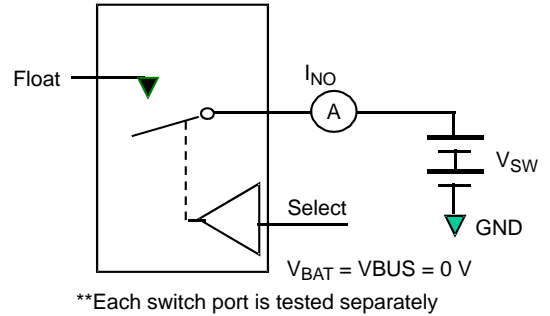 I_NO
Float
A
V_SW
Select
GND
V_BAT = VBUS = 0 V
**Each switch port is tested separately